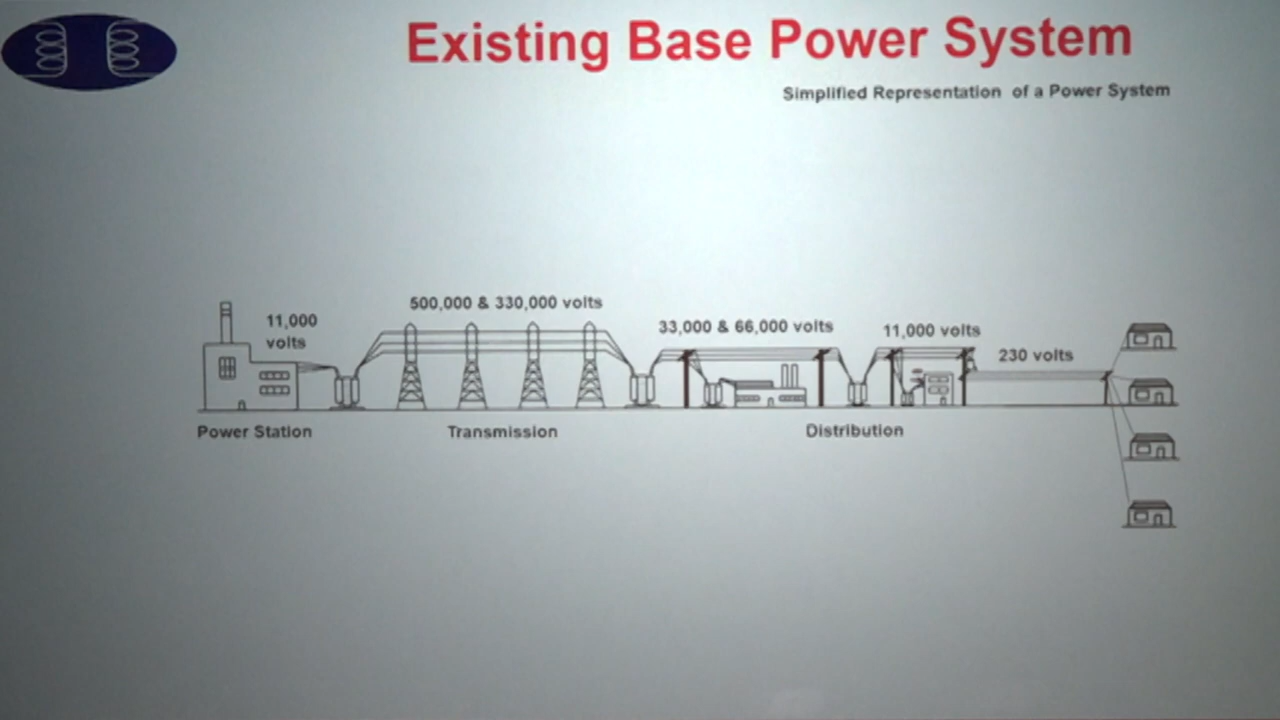 Existing Base Power System
Simplified Representation of a Power System
500,000 & 330,000 volts
11,000
volts
33,000 & 66,000 volts
11,000 volts
230 volts
Power Station
Transmission
Distribution